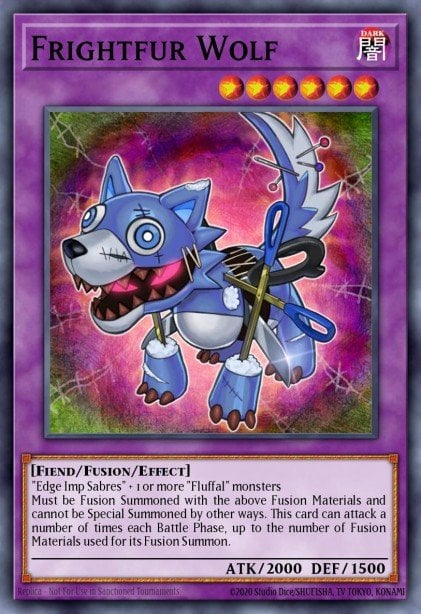 FRIGHTFUR WOLF
DARK
闇
[FIEND/FUSION/EFFECT]
"Edge Imp Sabres" + 1 or more "Fluffal" monsters
Must be Fusion Summoned with the above Fusion Materials and
cannot be Special Summoned by other ways. This card can attack a
number of times each Battle Phase, up to the number of Fusion
Materials used for its Fusion Summon.
ATK/2000 DEF/1500
Replica - Not For Use in Sanctioned Tournaments
©2020 Studio Dice/SHUEISHA, TV TOKYO, KONAMI